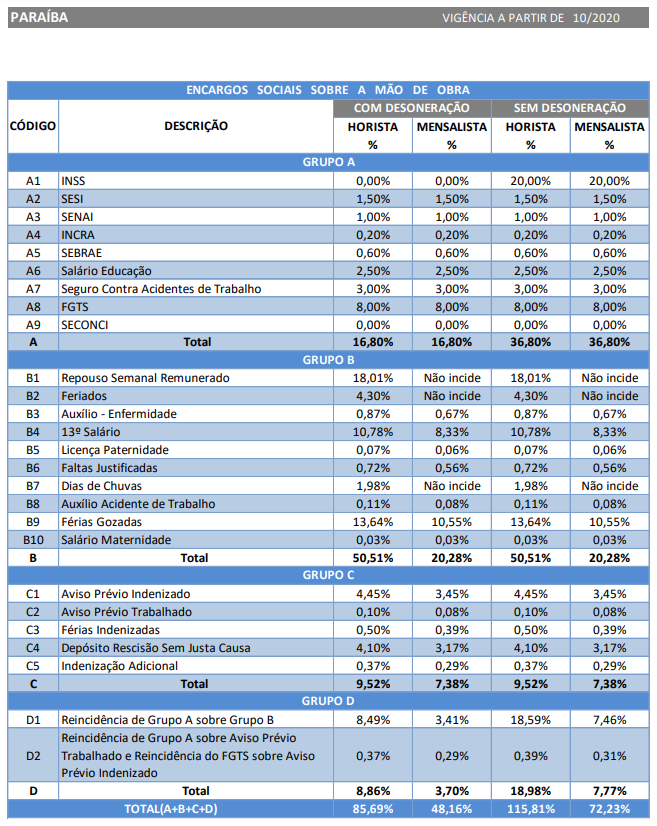 PARAÍBA VIGÊNCIA A PARTIR DE 10/2020
ENCARGOS SOCIAIS SOBRE A MÃO DE OBRA
CÓDIGO DESCRIÇÃO COM DESONERAÇÃO SEM DESONERAÇÃO
HORISTA MENSALISTA HORISTA MENSALISTA
% % % %
GRUPO A
A1 INSS 0,00% 0,00% 20,00% 20,00%
A2 SESI 1,50% 1,50% 1,50% 1,50%
A3 SENAI 1,00% 1,00% 1,00% 1,00%
A4 INCRA 0,20% 0,20% 0,20% 0,20%
A5 SEBRAE 0,60% 0,60% 0,60% 0,60%
A6 Salário Educação 2,50% 2,50% 2,50% 2,50%
A7 Seguro Contra Acidentes de Trabalho 3,00% 3,00% 3,00% 3,00%
A8 FGTS 8,00% 8,00% 8,00% 8,00%
A9 SECONCI 0,00% 0,00% 0,00% 0,00%
A Total 16,80% 16,80% 36,80% 36,80%
GRUPO B
B1 Repouso Semanal Remunerado 18,01% Não incide 18,01% Não incide
B2 Feriados 4,30% Não incide 4,30% Não incide
B3 Auxílio - Enfermidade 0,87% 0,67% 0,87% 0,67%
B4 13º Salário 10,78% 8,33% 10,78% 8,33%
B5 Licença Paternidade 0,07% 0,06% 0,07% 0,06%
B6 Faltas Justificadas 0,72% 0,56% 0,72% 0,56%
B7 Dias de Chuvas 1,98% Não incide 1,98% Não incide
B8 Auxílio Acidente de Trabalho 0,11% 0,08% 0,11% 0,08%
B9 Férias Gozadas 13,64% 10,55% 13,64% 10,55%
B10 Salário Maternidade 0,03% 0,03% 0,03% 0,03%
B Total 50,51% 20,28% 50,51% 20,28%
GRUPO C
C1 Aviso Prévio Indenizado 4,45% 3,45% 4,45% 3,45%
C2 Aviso Prévio Trabalhado 0,10% 0,08% 0,10% 0,08%
C3 Férias Indenizadas 0,50% 0,39% 0,50% 0,39%
C4 Depósito Rescisão Sem Justa Causa 4,10% 3,17% 4,10% 3,17%
C5 Indenização Adicional 0,37% 0,29% 0,37% 0,29%
C Total 9,52% 7,38% 9,52% 7,38%
GRUPO D
D1 Reincidência de Grupo A sobre Grupo B 8,49% 3,41% 18,59% 7,46%
Reincidência de Grupo A sobre Aviso Prévio
D2 Trabalhado e Reincidência do FGTS sobre Aviso 0,37% 0,29% 0,39% 0,31%
Prévio Indenizado
D Total 8,86% 3,70% 18,98% 7,77%
TOTAL(A+B+C+D) 85,69% 48,16% 115,81% 72,23%